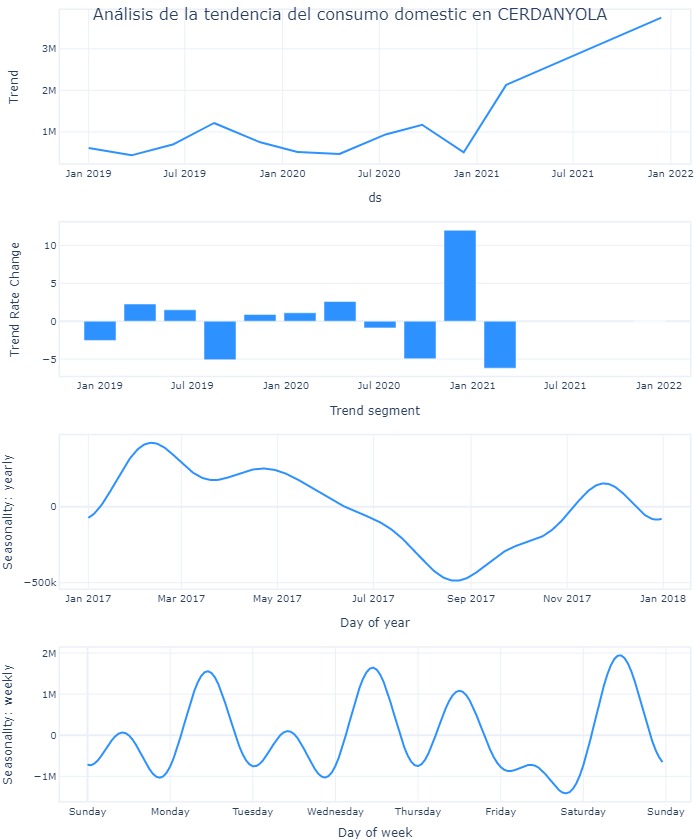 Análisis de la tendencia del consumo domestic en CERDANYOLA
Trend
3M
2M
1M
Jan 2019 Jul 2019 Jan 2020 Jul 2020 Jan 2021 Jul 2021 Jan 2022
ds
Trend Rate Change
10
5
0
−5
Jan 2019 Jul 2019 Jan 2020 Jul 2020 Jan 2021 Jul 2021 Jan 2022
Trend segment
Seasonality: yearly
0
−500k
Jan 2017 Mar 2017 May 2017 Jul 2017 Sep 2017 Nov 2017 Jan 2018
Day of year
Seasonality: weekly
2M
1M
0
−1M
Sunday Monday Tuesday Wednesday Thursday Friday Saturday Sunday
Day of week